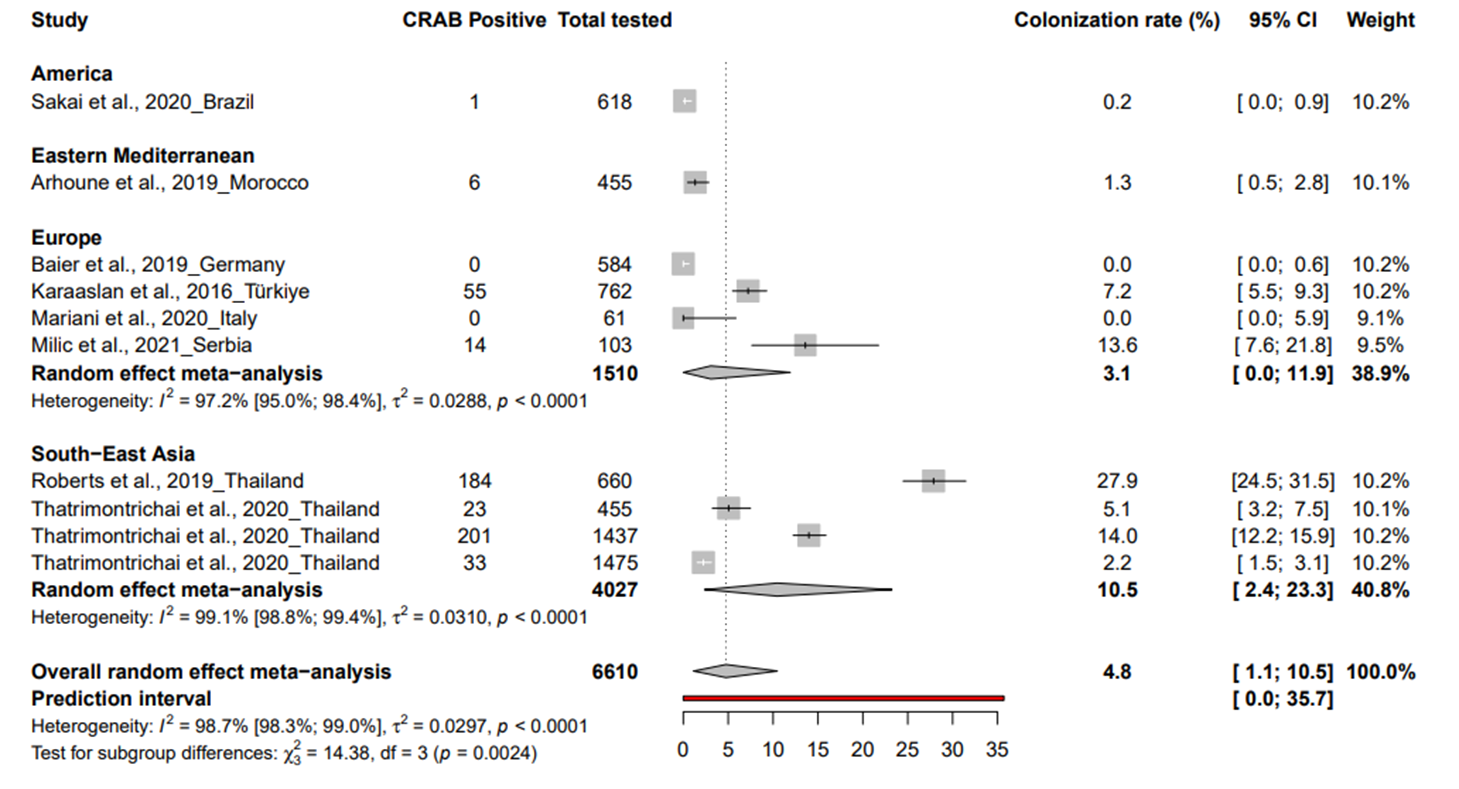 Study CRAB Positive Total tested Colonization rate (%) 95% CI Weight
America
Sakai et al., 2020_Brazil 1 618 0.2 [ 0.0; 0.9] 10.2%
Eastern Mediterranean
Arhoune et al., 2019_Morocco 6 455 1.3 [ 0.5; 2.8] 10.1%
Europe
Baier et al., 2019_Germany 0 584 0.0 [ 0.0; 0.6] 10.2%
Karaaslan et al., 2016_Türkiye 55 762 7.2 [ 5.5; 9.3] 10.2%
Mariani et al., 2020_Italy 0 61 0.0 [ 0.0; 5.9] 9.1%
Milic et al., 2021_Serbia 14 103 13.6 [ 7.6; 21.8] 9.5%
Random effect meta−analysis 1510 3.1 [ 0.0; 11.9] 38.9%
Heterogeneity: I² = 97.2% [95.0%; 98.4%], τ² = 0.0288, p < 0.0001
South−East Asia
Roberts et al., 2019_Thailand 184 660 27.9 [24.5; 31.5] 10.2%
Thatrimontrichai et al., 2020_Thailand 23 455 5.1 [ 3.2; 7.5] 10.1%
Thatrimontrichai et al., 2020_Thailand 201 1437 14.0 [12.2; 15.9] 10.2%
Thatrimontrichai et al., 2020_Thailand 33 1475 2.2 [ 1.5; 3.1] 10.2%
Random effect meta−analysis 4027 10.5 [ 2.4; 23.3] 40.8%
Heterogeneity: I² = 99.1% [98.8%; 99.4%], τ² = 0.0310, p < 0.0001
Overall random effect meta−analysis 6610 4.8 [ 1.1; 10.5] 100.0%
Prediction interval [ 0.0; 35.7]
Heterogeneity: I² = 98.7% [98.3%; 99.0%], τ² = 0.0297, p < 0.0001
Test for subgroup differences: χ²₃ = 14.38, df = 3 (p = 0.0024)
0 5 10 15 20 25 30 35